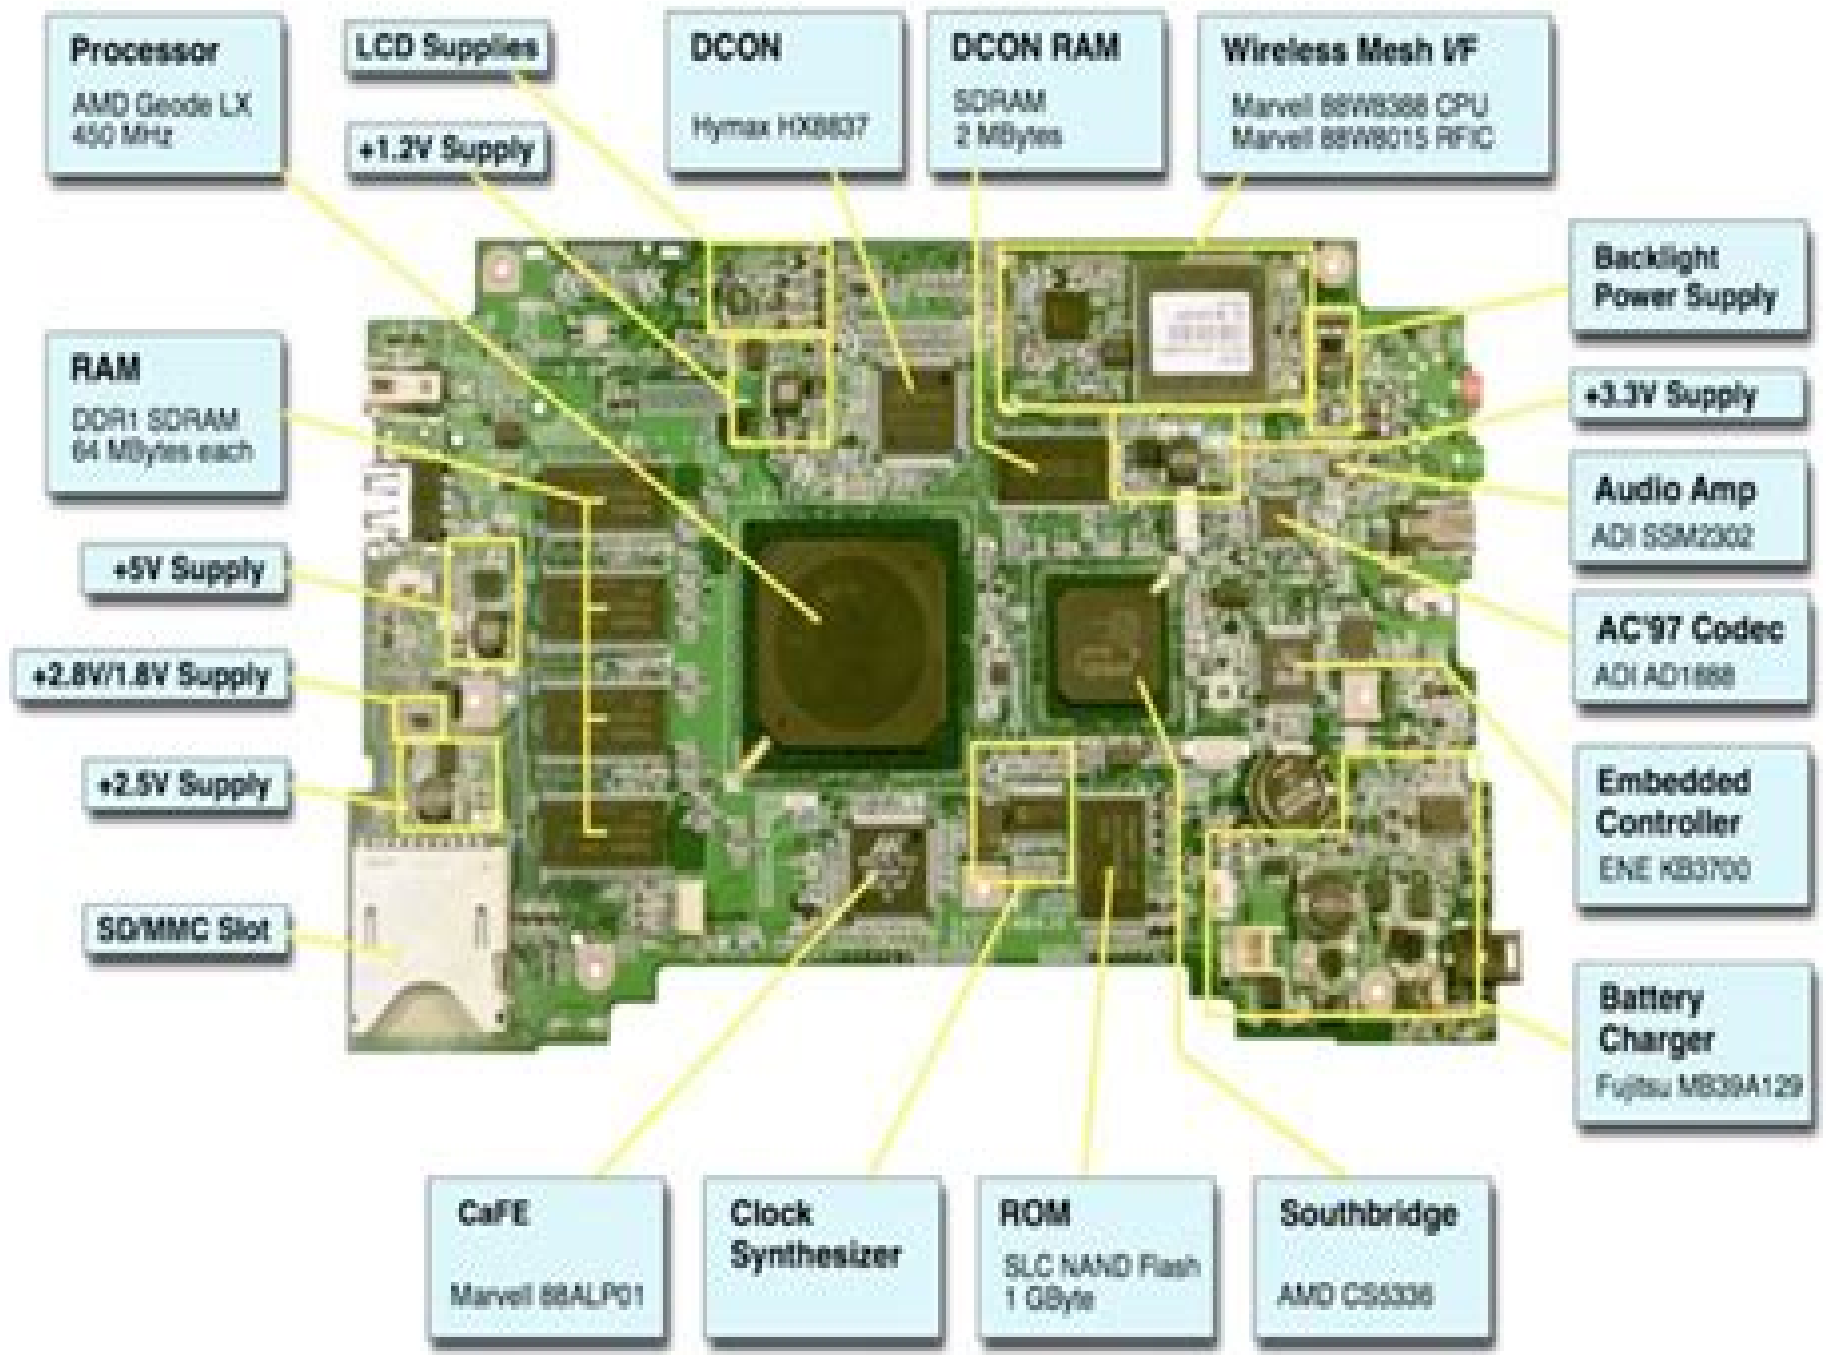 Processor
AMD Geode LX
450 MHz
LCD Supplies
+1.2V Supply
DCON
Hymax HX8837
DCON RAM
SDRAM
2 MBytes
Wireless Mesh I/F
Marvell 88W8388 CPU
Marvell 88W8015 RFIC
Backlight
Power Supply
+3.3V Supply
Audio Amp
ADI SSM2302
AC'97 Codec
ADI AD1888
Embedded
Controller
ENE KB3700
Battery
Charger
Fujitsu MB39A129
RAM
DDR1 SDRAM
64 MBytes each
+5V Supply
+2.8V/1.8V Supply
+2.5V Supply
SD/MMC Slot
CaFE
Marvell 88ALP01
Clock
Synthesizer
ROM
SLC NAND Flash
1 GByte
Southbridge
AMD CS5336